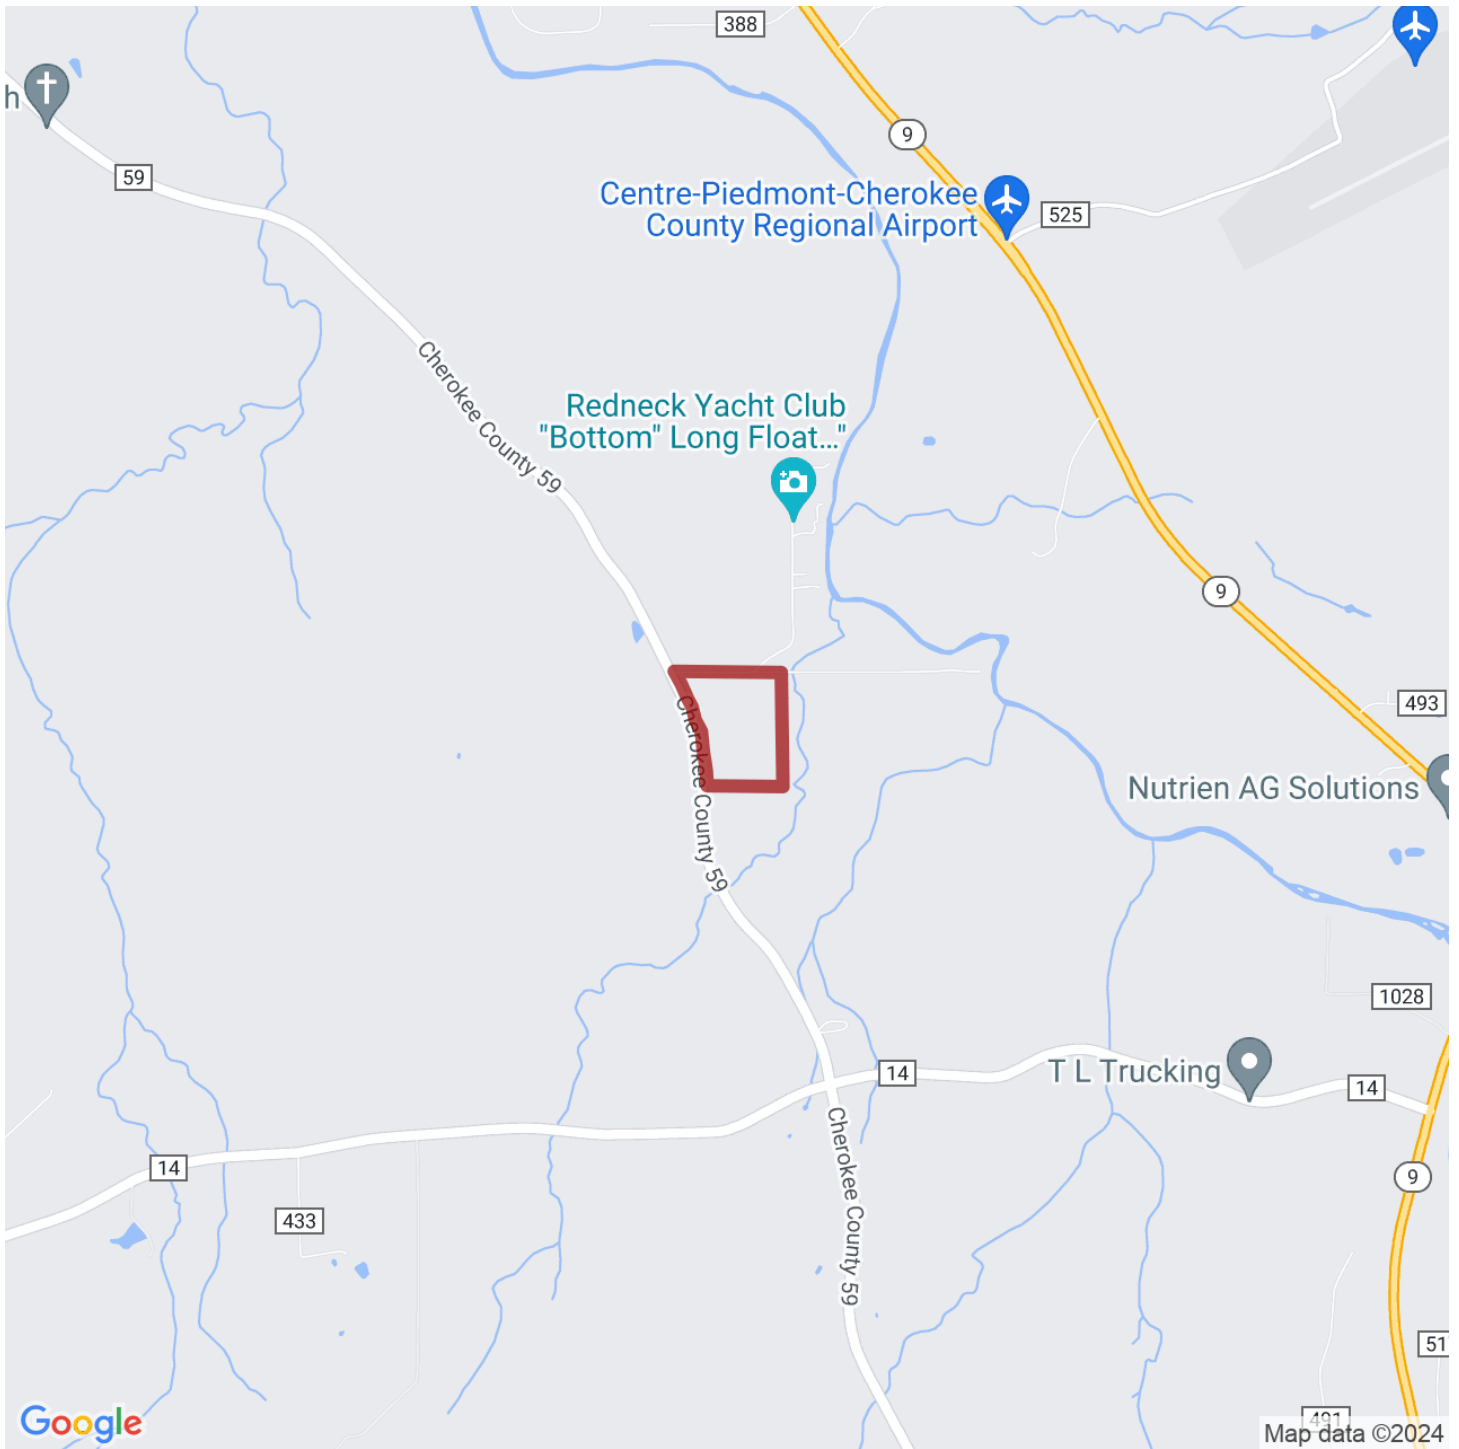 388
h
9
59
Centre-Piedmont-Cherokee
County Regional Airport
525
Cherokee County 59
Redneck Yacht Club
"Bottom" Long Float..."
9
493
Cherokee County 59
Nutrien AG Solutions
1028
14
T L Trucking
14
Cherokee County 59
14
9
433
51
491
Google
Map data ©2024